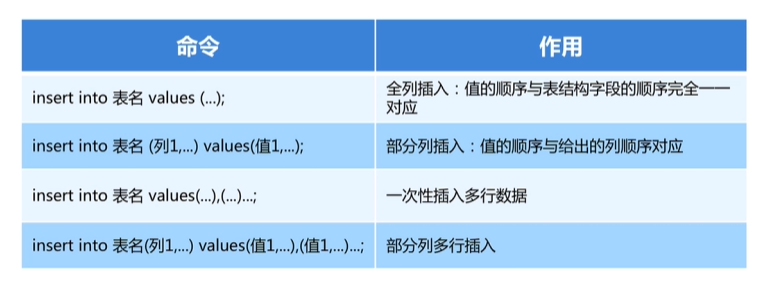 命令
作用
insert into 表名 values (...);
全列插入：值的顺序与表结构字段的顺序完全一一
对应
insert into 表名 (列1,...) values(值1,...);
部分列插入：值的顺序与给出的列顺序对应
insert into 表名 values(...),(...)...;
一次性插入多行数据
insert into 表名(列1,...) values(值1,...),(值1,...)...;
部分列多行插入